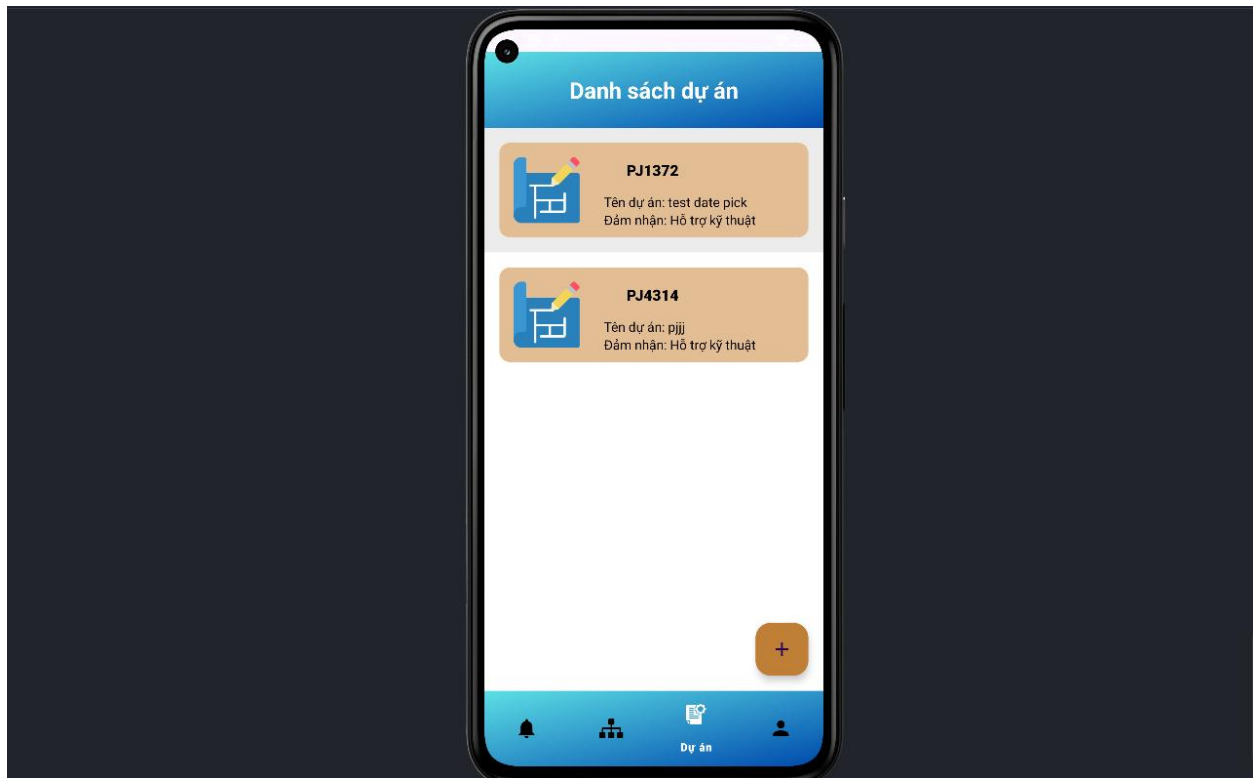 Danh sách dự án
PJ1372
Tên dự án: test date pick
Đảm nhận: Hỗ trợ kỹ thuật
PJ4314
Tên dự án: pjjj
Đảm nhận: Hỗ trợ kỹ thuật
+
Dự án